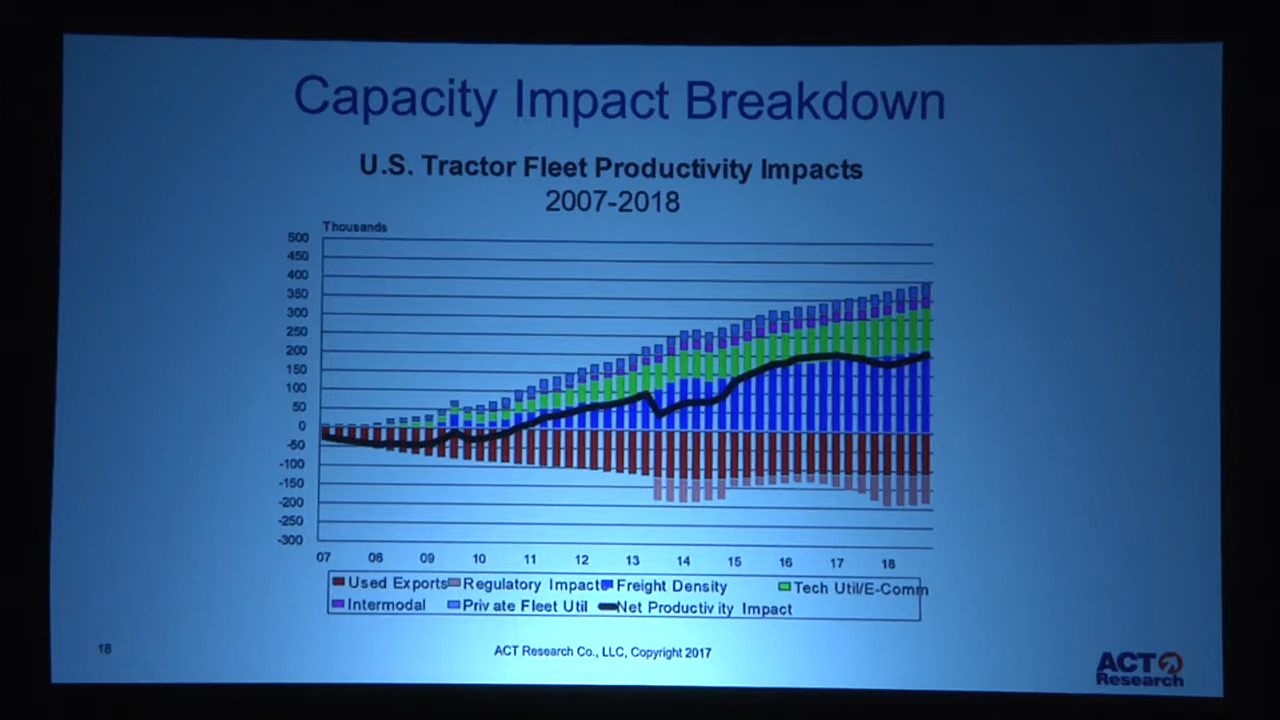 Capacity Impact Breakdown
U.S. Tractor Fleet Productivity Impacts
2007-2018
Thousands
500
450
400
350
300
250
200
150
100
50
0
-50
-100
-150
-200
-250
-300
07 08 09 10 11 12 13 14 15 16 17 18
Used Exports Regulatory Impact Freight Density Tech Util/E-Comm
Intermodal Private Fleet Util Net Productivity Impact
18
ACT Research Co., LLC, Copyright 2017
ACT
Research